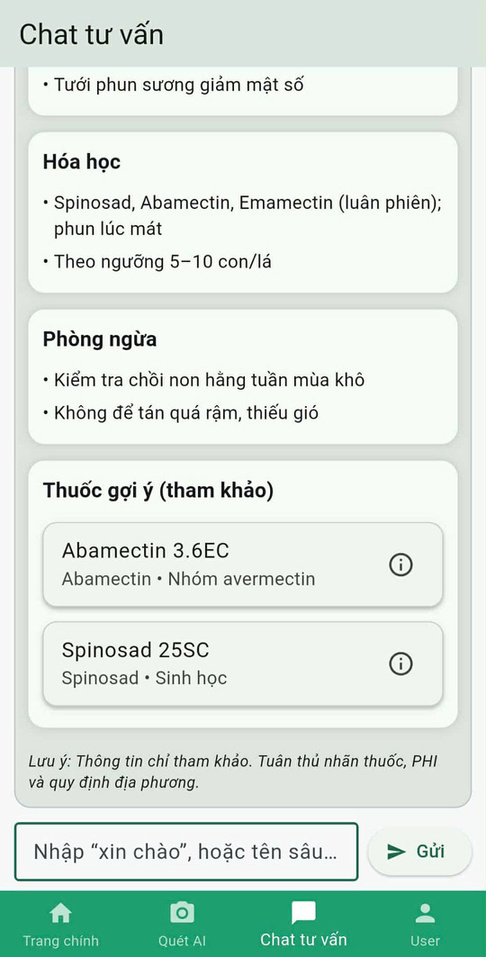 Chat tư vấn
• Tưới phun sương giảm mật số
Hóa học
• Spinosad, Abamectin, Emamectin (luân phiên);
phun lúc mát
• Theo ngưỡng 5–10 con/lá
Phòng ngừa
• Kiểm tra chồi non hằng tuần mùa khô
• Không để tán quá rậm, thiếu gió
Thuốc gợi ý (tham khảo)
Abamectin 3.6EC
Abamectin • Nhóm avermectin
Spinosad 25SC
Spinosad • Sinh học
Lưu ý: Thông tin chỉ tham khảo. Tuân thủ nhãn thuốc, PHI
và quy định địa phương.
Nhập “xin chào”, hoặc tên sâu...
Gửi
Trang chính
Quét AI
Chat tư vấn
User